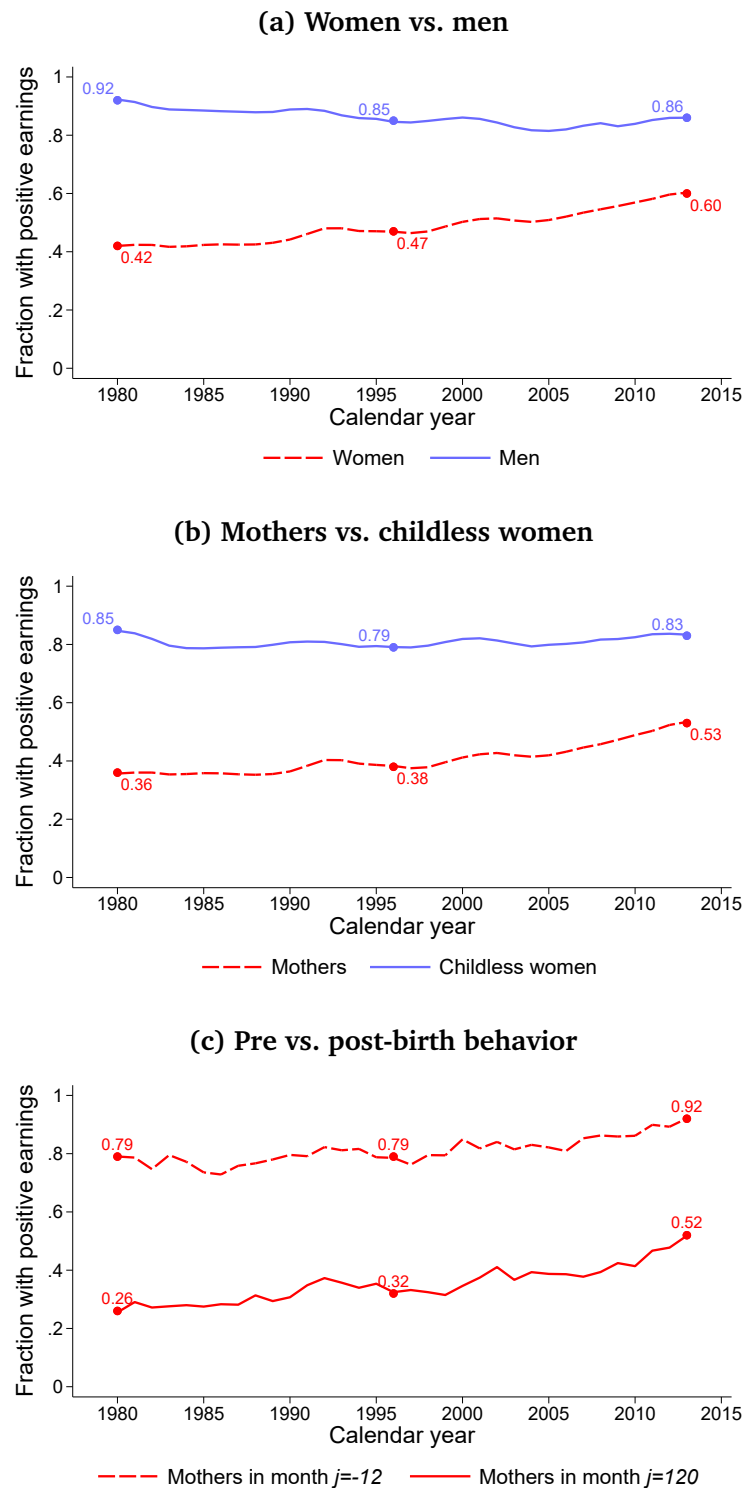 (a) Women vs. men
Fraction with positive earnings
1
.8
.6
.4
.2
0
0.92
0.85
0.86
0.42
0.47
0.60
1980 1985 1990 1995 2000 2005 2010 2015
Calendar year
Women Men
(b) Mothers vs. childless women
Fraction with positive earnings
1
.8
.6
.4
.2
0
0.85
0.79
0.83
0.36
0.38
0.53
1980 1985 1990 1995 2000 2005 2010 2015
Calendar year
Mothers Childless women
(c) Pre vs. post-birth behavior
Fraction with positive earnings
1
.8
.6
.4
.2
0
0.79
0.79
0.92
0.26
0.32
0.52
1980 1985 1990 1995 2000 2005 2010 2015
Calendar year
Mothers in month j=-12 Mothers in month j=120